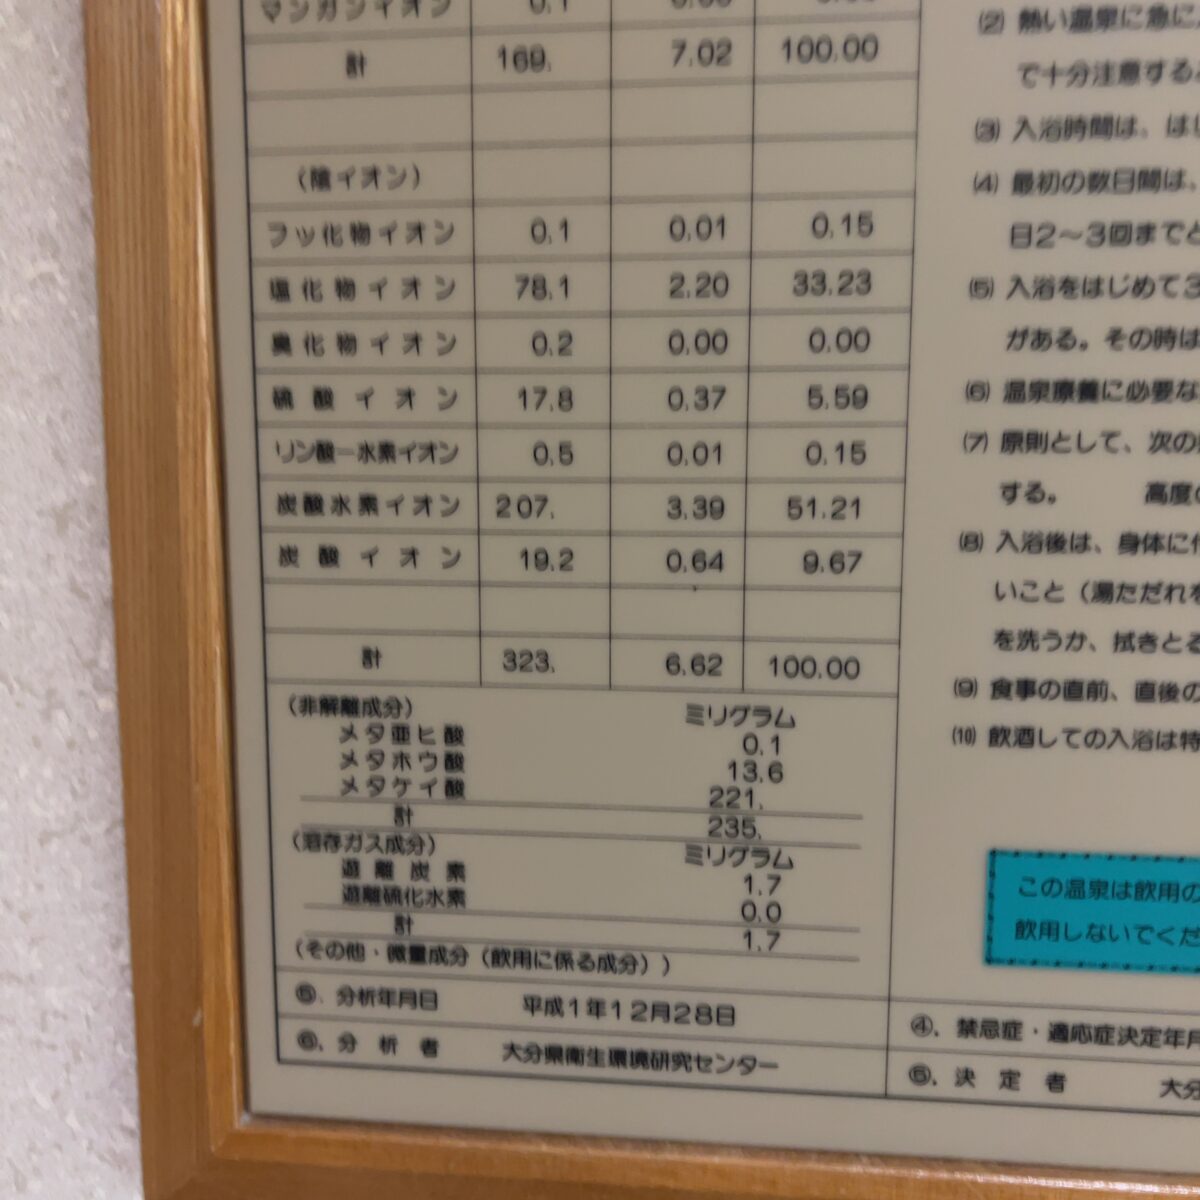 マンガンイオン 0.1
計 169. 7.02 100.00
(陰イオン)
フッ化物イオン 0.1 0.01 0.15
塩化物イオン 78.1 2.20 33.23
臭化物イオン 0.2 0.00 0.00
硫酸イオン 17.8 0.37 5.59
リン酸一水素イオン 0.5 0.01 0.15
炭酸水素イオン 207. 3.39 51.21
炭酸イオン 19.2 0.64 9.67
計 323. 6.62 100.00
(非解離成分) ミリグラム
メタ亜ヒ酸 0.1
メタホウ酸 13.6
メタケイ酸 221.
計 235.
(溶存ガス成分) ミリグラム
遊離炭素 1.7
遊離硫化水素 0.0
計 1.7
(その他・微量成分(飲用に係る成分))
⑤. 分析年月日 平成1年12月28日
⑥. 分析者 大分県衛生環境研究センター
(2) 熱い温泉に急に
で十分注意する
(3) 入浴時間は、はじ
(4) 最初の数日間は、
日2~3回までと
(5) 入浴をはじめて3
がある。その時は
(6) 温泉療養に必要な
(7) 原則として、次の
する。 高度の
(8) 入浴後は、身体に付
いこと(湯ただれを
を洗うか、拭きとる
(9) 食事の直前、直後の
(10) 飲酒しての入浴は特
この温泉は飲用の
飲用しないでくだ
④. 禁忌症・適応症決定年月
⑤. 決定者 大分